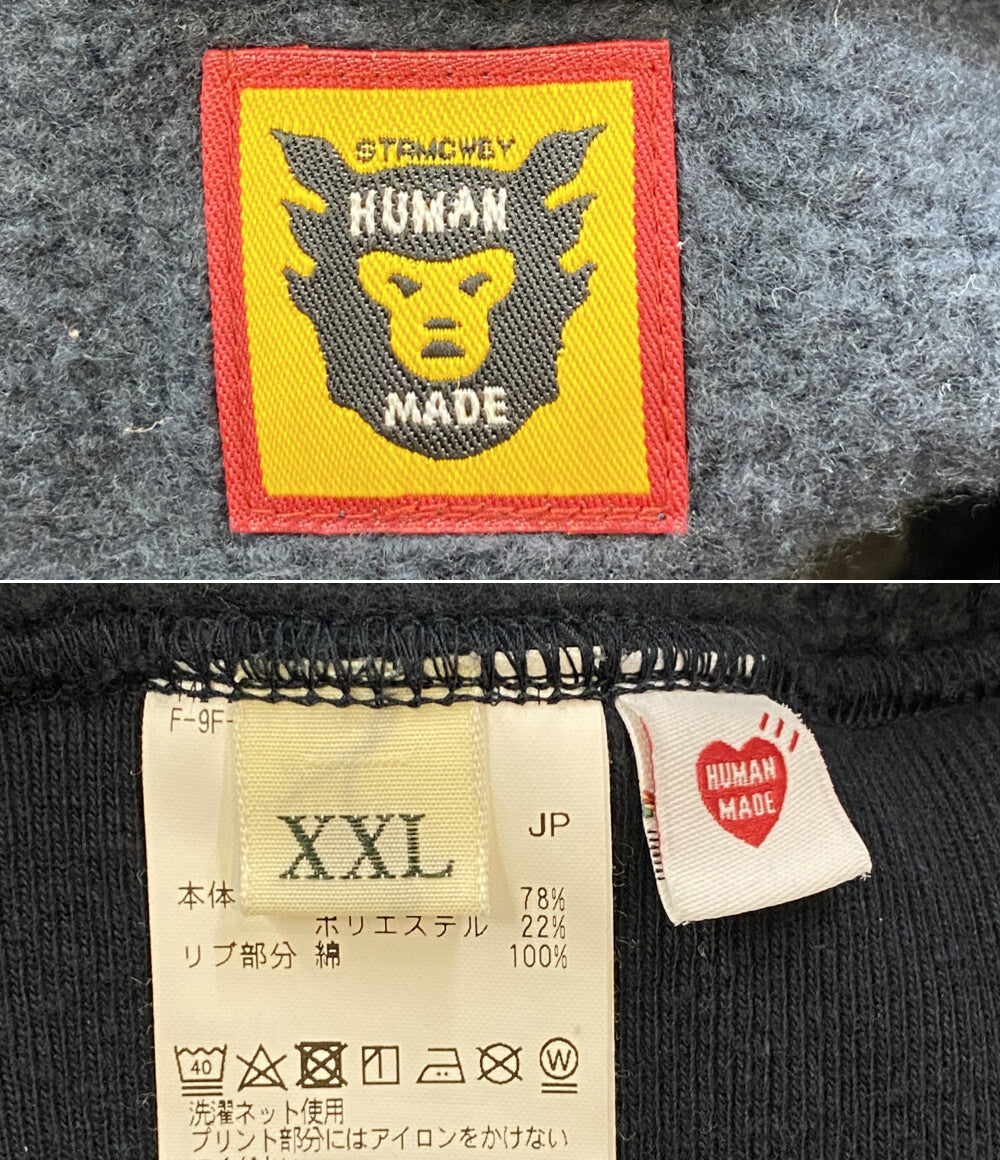 STRMCWBY
HUMAN
MADE
F-9F-
XXL
JP
本体 78%
ポリエステル 22%
リブ部分 綿 100%
40
W
洗濯ネット使用
プリント部分にはアイロンをかけない
HUMAN
MADE